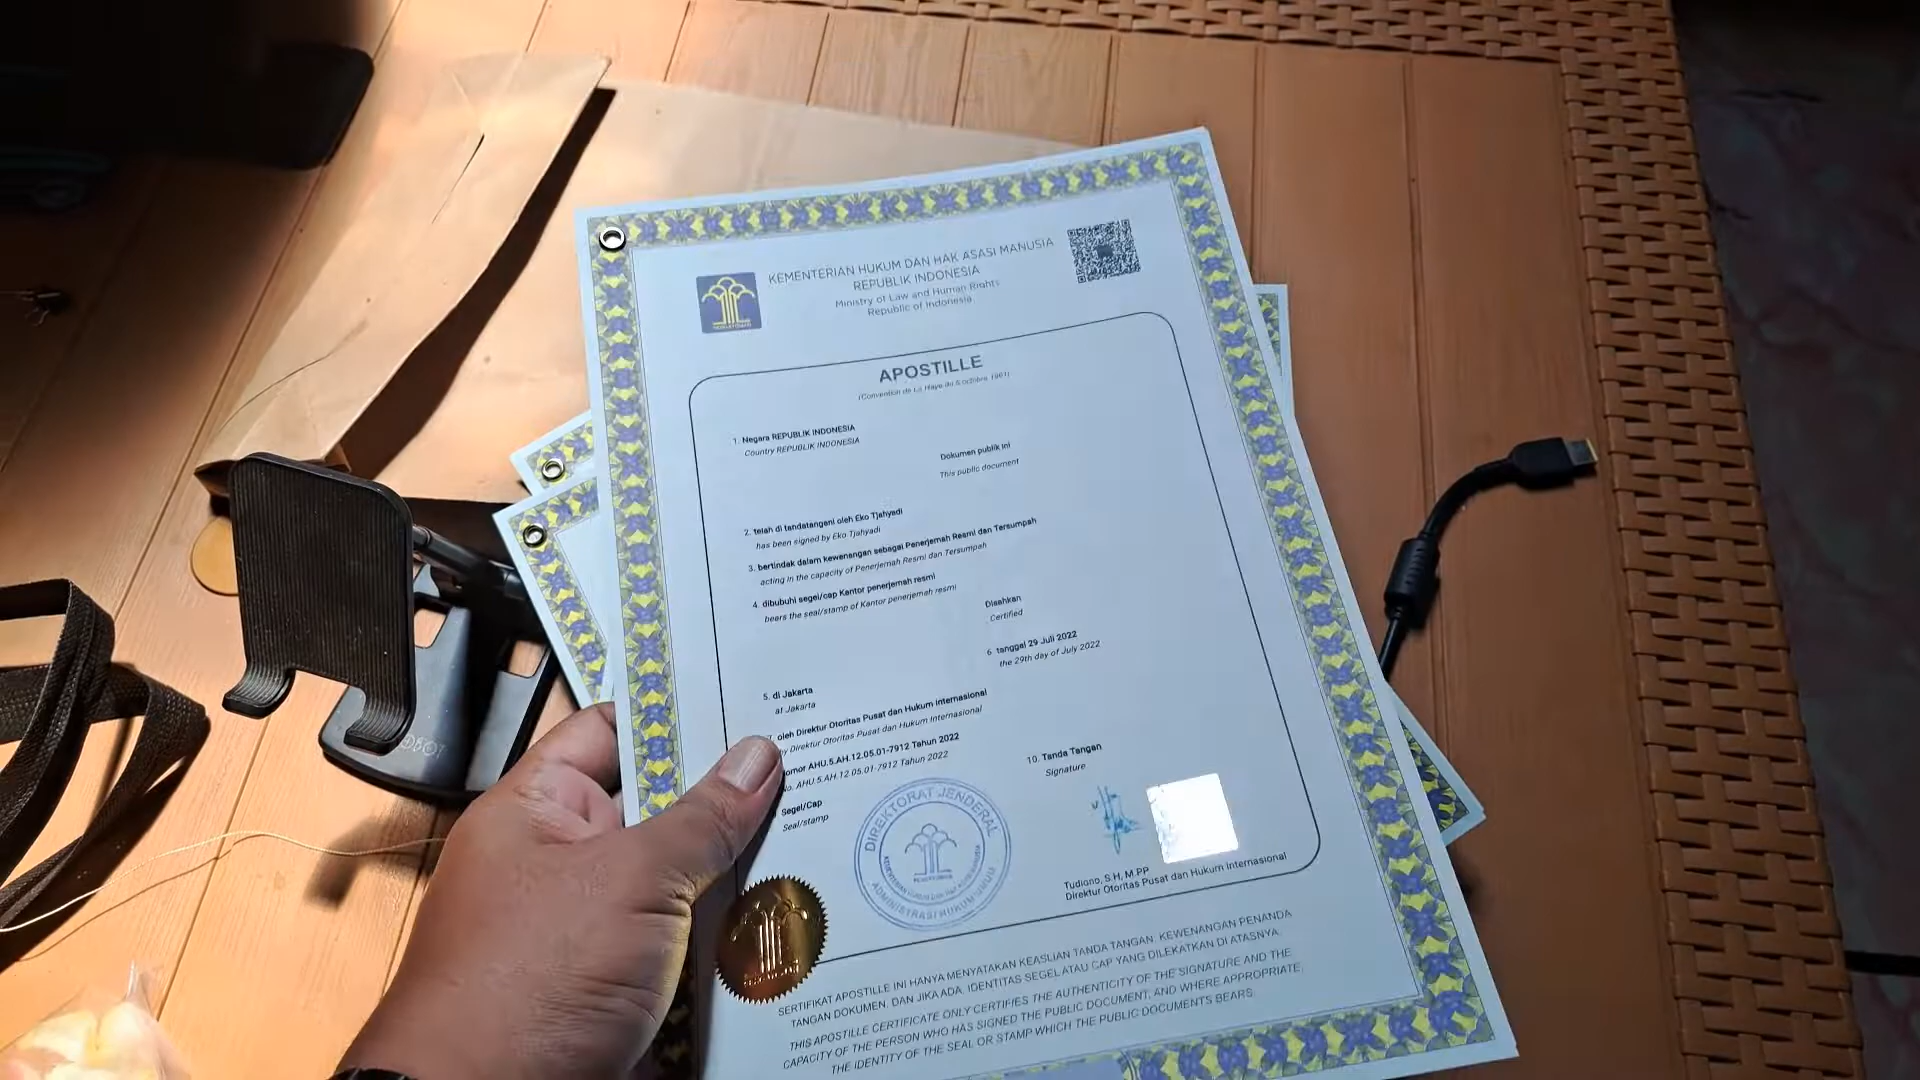 KEMENTERIAN HUKUM DAN HAK ASASI MANUSIA
REPUBLIK INDONESIA
Ministry of Law and Human Rights
Republic of Indonesia
APOSTILLE
(Convention de La Haye du 5 octobre 1961)
1. Negara REPUBLIK INDONESIA
Country REPUBLIK INDONESIA
Dokumen publik ini
This public document
2. telah di tandatangani oleh Eko Tjahyadi
has been signed by Eko Tjahyadi
3. bertindak dalam kewenangan sebagai Penerjemah Resmi dan Tersumpah
acting in the capacity of Penerjemah Resmi dan Tersumpah
4. dibubuhi segel/cap Kantor penerjemah resmi
bears the seal/stamp of Kantor penerjemah resmi
Disahkan
Certified
5. di Jakarta
at Jakarta
6. tanggal 29 Juli 2022
the 29th day of July 2022
oleh Direktur Otoritas Pusat dan Hukum Internasional
by Direktur Otoritas Pusat dan Hukum Internasional
AHU.5.AH.12.05.01-7912 Tahun 2022
No. AHU.5.AH.12.05.01-7912 Tahun 2022
Segel/Cap
Seal/stamp
10. Tanda Tangan
Signature
DIREKTORAT JENDERAL
ADMINISTRASI HUKUM UMUM
Tudiono, S.H, M.PP
Direktur Otoritas Pusat dan Hukum Internasional
SERTIFIKAT APOSTILLE INI HANYA MENYATAKAN KEASLIAN TANDA TANGAN, KEWENANGAN PENANDA
TANGAN DOKUMEN, DAN JIKA ADA, IDENTITAS SEGEL ATAU CAP YANG DILEKATKAN DI ATASNYA.
THIS APOSTILLE CERTIFICATE ONLY CERTIFIES THE AUTHENTICITY OF THE SIGNATURE AND THE
CAPACITY OF THE PERSON WHO HAS SIGNED THE PUBLIC DOCUMENT, AND WHERE APPROPRIATE,
THE IDENTITY OF THE SEAL OR STAMP WHICH THE PUBLIC DOCUMENTS BEARS.